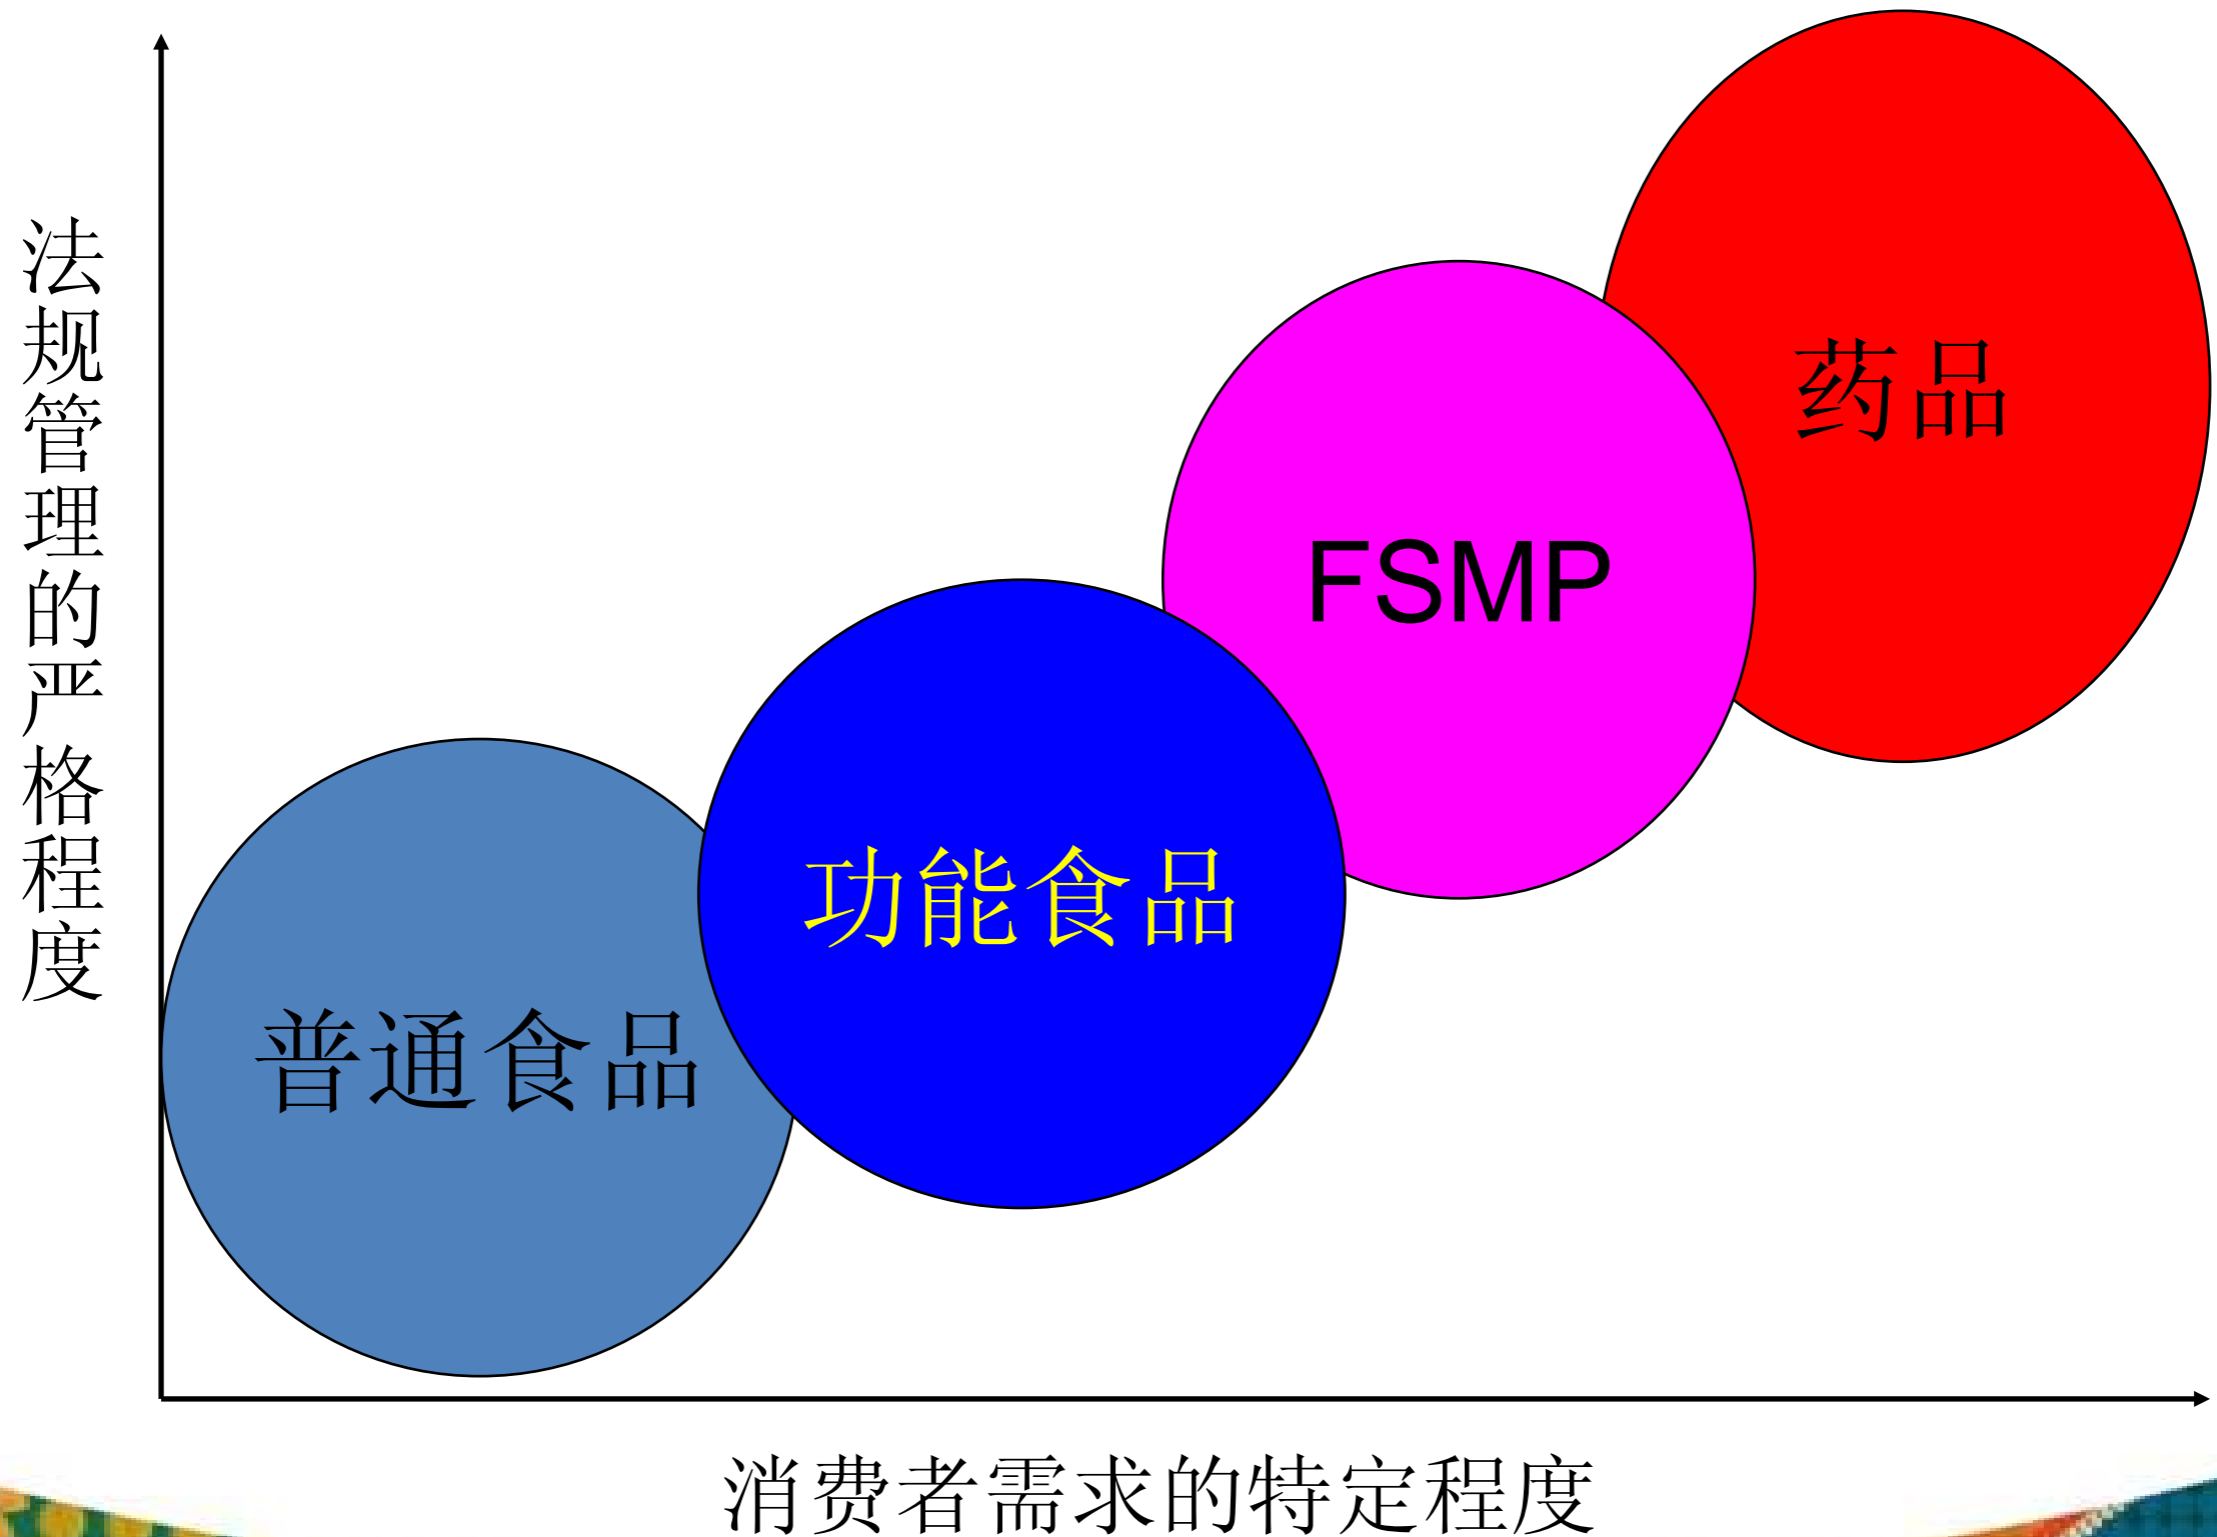 法规管理的严格程度
药品
FSMP
功能食品
普通食品
消费者需求的特定程度